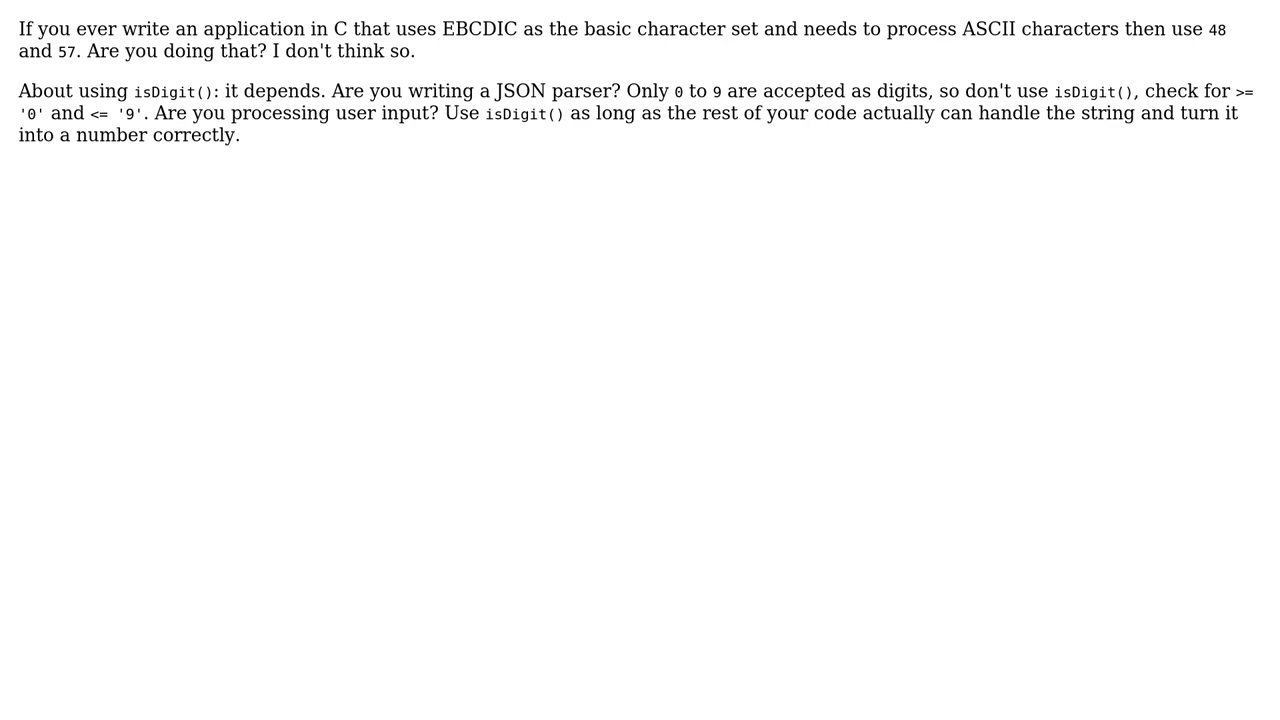 If you ever write an application in C that uses EBCDIC as the basic character set and needs to process ASCII characters then use 48
and 57. Are you doing that? I don't think so.
About using isDigit(): it depends. Are you writing a JSON parser? Only 0 to 9 are accepted as digits, so don't use isDigit(), check for >=
'0' and <= '9'. Are you processing user input? Use isDigit() as long as the rest of your code actually can handle the string and turn it
into a number correctly.